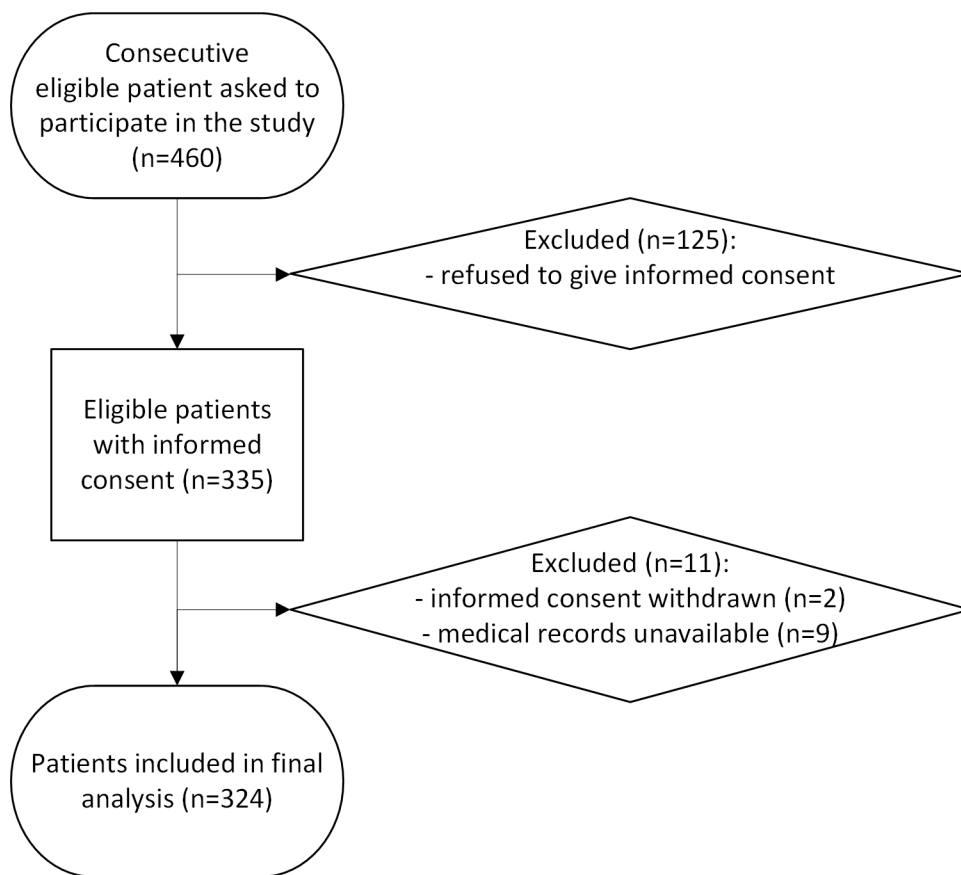 Consecutive
eligible patient asked to
participate in the study
(n=460)
Excluded (n=125):
- refused to give informed consent
Eligible patients
with informed
consent (n=335)
Excluded (n=11):
- informed consent withdrawn (n=2)
- medical records unavailable (n=9)
Patients included in final
analysis (n=324)